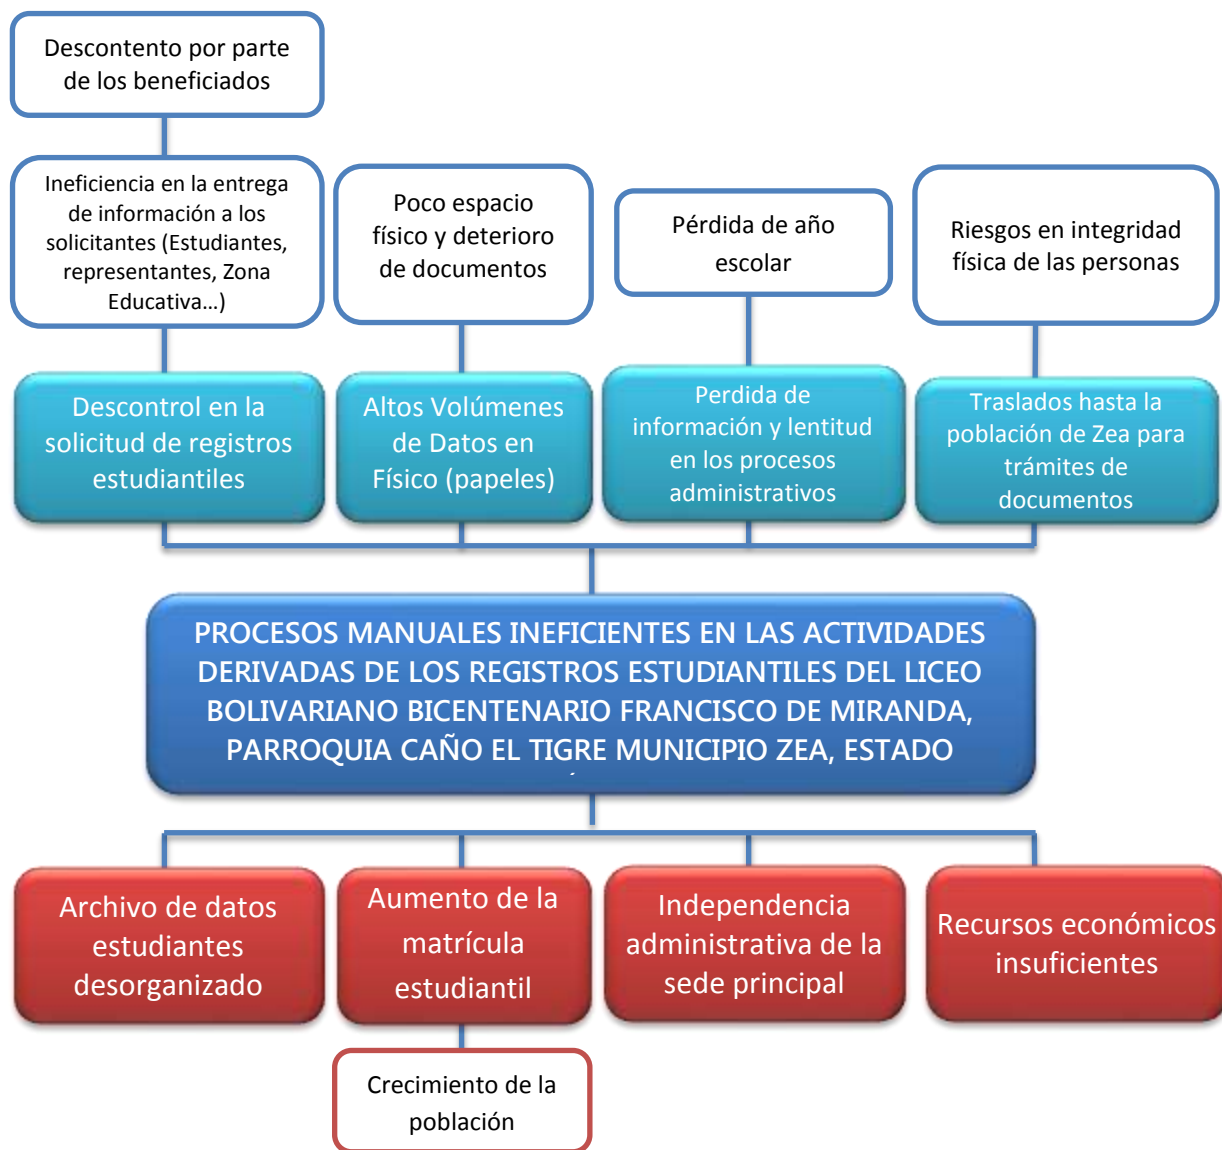 Descontento por parte
de los beneficiados
Ineficiencia en la entrega
de información a los
solicitantes (Estudiantes,
representantes, Zona
Educativa...)
Poco espacio
físico y deterioro
de documentos
Pérdida de año
escolar
Riesgos en integridad
física de las personas
Descontrol en la
solicitud de registros
estudiantiles
Altos Volúmenes
de Datos en
Físico (papeles)
Perdida de
información y lentitud
en los procesos
administrativos
Traslados hasta la
población de Zea para
trámites de
documentos
PROCESOS MANUALES INEFICIENTES EN LAS ACTIVIDADES
DERIVADAS DE LOS REGISTROS ESTUDIANTILES DEL LICEO
BOLIVARIANO BICENTENARIO FRANCISCO DE MIRANDA,
PARROQUIA CAÑO EL TIGRE MUNICIPIO ZEA, ESTADO
Archivo de datos
estudiantes
desorganizado
Aumento de la
matrícula
estudiantil
Independencia
administrativa de la
sede principal
Recursos económicos
insuficientes
Crecimiento de la
población